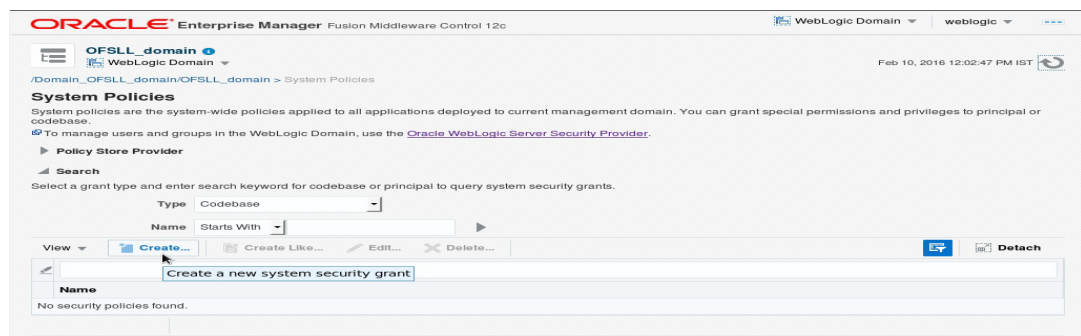 ORACLE Enterprise Manager Fusion Middleware Control 12c
WebLogic Domain weblogic
OFSLL_domain
WebLogic Domain
Feb 10, 2016 12:02:47 PM IST
/Domain_OFSLL_domain/OFSLL_domain > System Policies
System Policies
System policies are the system-wide policies applied to all applications deployed to current management domain. You can grant special permissions and privileges to principal or
codebase.
To manage users and groups in the WebLogic Domain, use the Oracle WebLogic Server Security Provider.
Policy Store Provider
Search
Select a grant type and enter search keyword for codebase or principal to query system security grants.
Type Codebase
Name Starts With
View Create... Create Like... Edit... Delete... Detach
Create a new system security grant
Name
No security policies found.